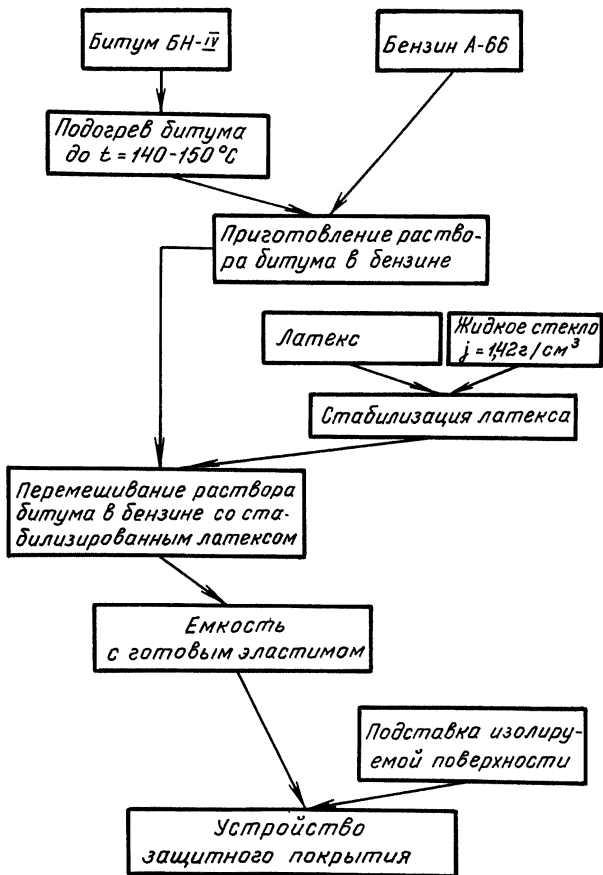 Битум БН-IV
Бензин А-66
Подогрев битума
до t = 140-150°С
Приготовление раство-
ра битума в бензине
Латекс
Жидкое стекло
j = 1,42г/см³
Стабилизация латекса
Перемешивание раствора
битума в бензине со ста-
билизированным латексом
Емкость
с готовым эластимом
Подставка изолиру-
емой поверхности
Устройство
защитного покрытия